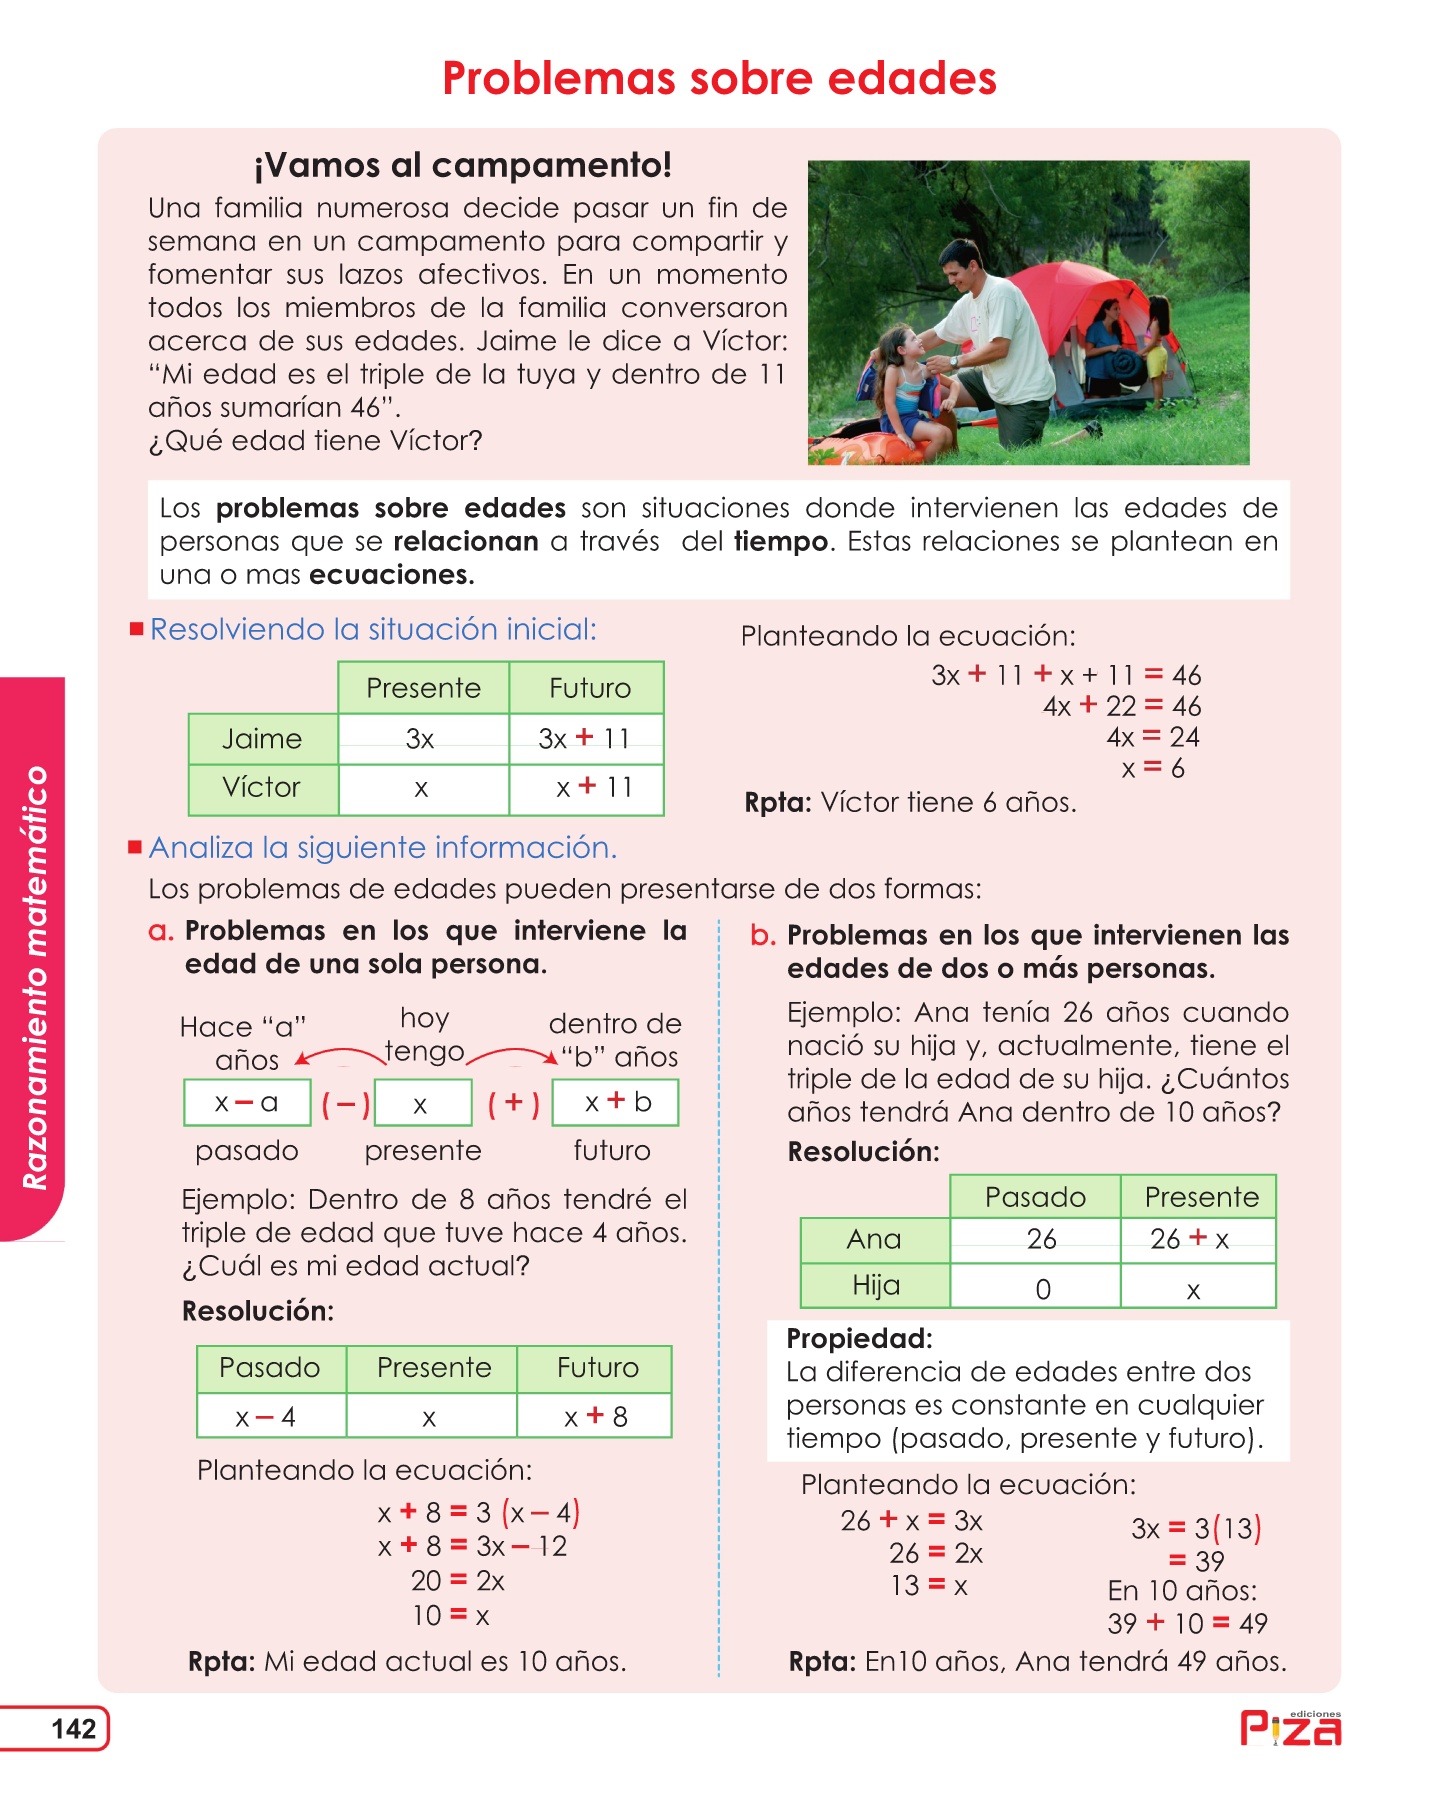 Problemas sobre edades
¡Vamos al campamento!
Una familia numerosa decide pasar un fin de
semana en un campamento para compartir y
fomentar sus lazos afectivos. En un momento
todos los miembros de la familia conversaron
acerca de sus edades. Jaime le dice a Víctor:
“Mi edad es el triple de la tuya y dentro de 11
años sumarían 46”.
¿Qué edad tiene Víctor?
Los problemas sobre edades son situaciones donde intervienen las edades de
personas que se relacionan a través del tiempo. Estas relaciones se plantean en
una o mas ecuaciones.
Resolviendo la situación inicial:
Presente Futuro
Jaime 3x 3x + 11
Víctor x x + 11
Planteando la ecuación:
3x + 11 + x + 11 = 46
4x + 22 = 46
4x = 24
x = 6
Rpta: Víctor tiene 6 años.
Analiza la siguiente información.
Los problemas de edades pueden presentarse de dos formas:
a. Problemas en los que interviene la
edad de una sola persona.
Hace “a” hoy dentro de
años tengo “b” años
x – a ( – ) x ( + ) x + b
pasado presente futuro
Ejemplo: Dentro de 8 años tendré el
triple de edad que tuve hace 4 años.
¿Cuál es mi edad actual?
Resolución:
Pasado Presente Futuro
x – 4 x x + 8
Planteando la ecuación:
x + 8 = 3 (x – 4)
x + 8 = 3x – 12
20 = 2x
10 = x
Rpta: Mi edad actual es 10 años.
b. Problemas en los que intervienen las
edades de dos o más personas.
Ejemplo: Ana tenía 26 años cuando
nació su hija y, actualmente, tiene el
triple de la edad de su hija. ¿Cuántos
años tendrá Ana dentro de 10 años?
Resolución:
Pasado Presente
Ana 26 26 + x
Hija 0 x
Propiedad:
La diferencia de edades entre dos
personas es constante en cualquier
tiempo (pasado, presente y futuro).
Planteando la ecuación:
26 + x = 3x
26 = 2x
13 = x
3x = 3(13)
= 39
En 10 años:
39 + 10 = 49
Rpta: En10 años, Ana tendrá 49 años.
Razonamiento matemático
142
ediciones
Piza